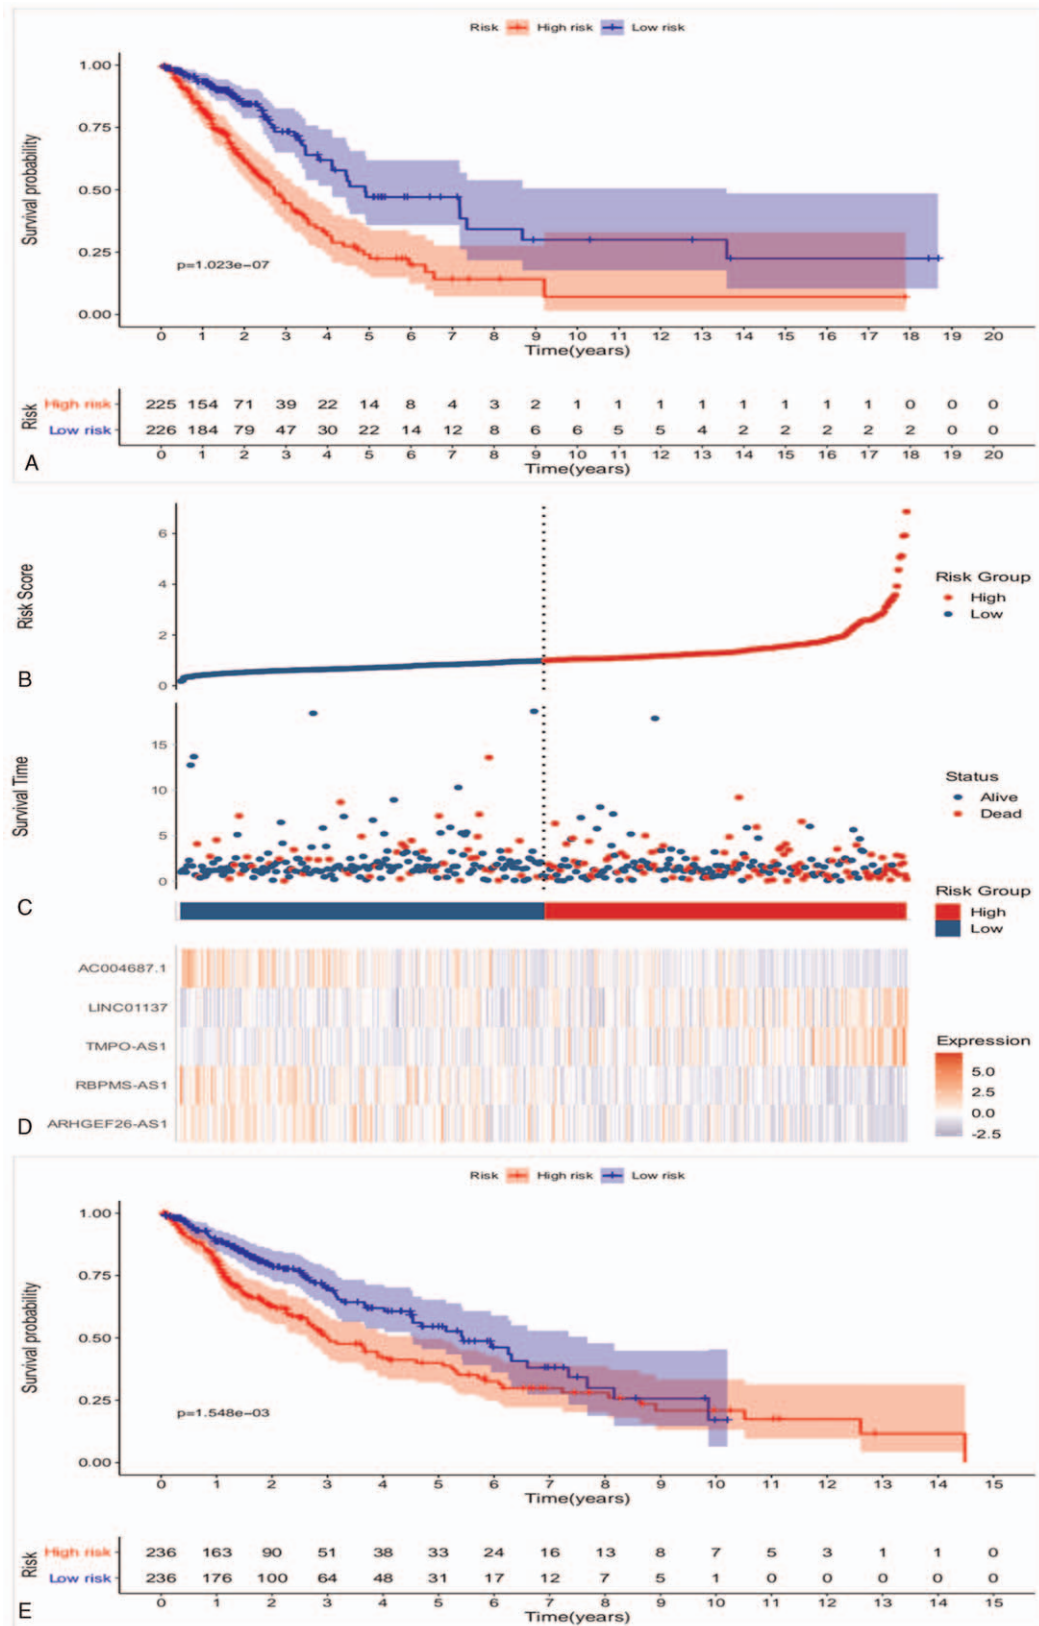 Risk High risk Low risk
Survival probability
1.00
0.75
0.50
0.25
0.00
p=1.023e−07
0 1 2 3 4 5 6 7 8 9 10 11 12 13 14 15 16 17 18 19 20
Time(years)
Risk
High risk 225 154 71 39 22 14 8 4 3 2 1 1 1 1 1 1 1 1 0 0 0
Low risk 226 184 79 47 30 22 14 12 8 6 6 5 5 4 2 2 2 2 2 0 0
0 1 2 3 4 5 6 7 8 9 10 11 12 13 14 15 16 17 18 19 20
Time(years)
A
Risk Score
6
4
2
0
Risk Group
High
Low
B
Survival Time
15
10
5
0
Status
Alive
Dead
C
Risk Group
High
Low
AC004687.1
LINC01137
TMPO-AS1
RBPMS-AS1
ARHGEF26-AS1
Expression
5.0
2.5
0.0
-2.5
D
Risk High risk Low risk
Survival probability
1.00
0.75
0.50
0.25
0.00
p=1.548e−03
0 1 2 3 4 5 6 7 8 9 10 11 12 13 14 15
Time(years)
Risk
High risk 236 163 90 51 38 33 24 16 13 8 7 5 3 1 1 0
Low risk 236 176 100 64 48 31 17 12 7 5 1 0 0 0 0 0
0 1 2 3 4 5 6 7 8 9 10 11 12 13 14 15
Time(years)
E